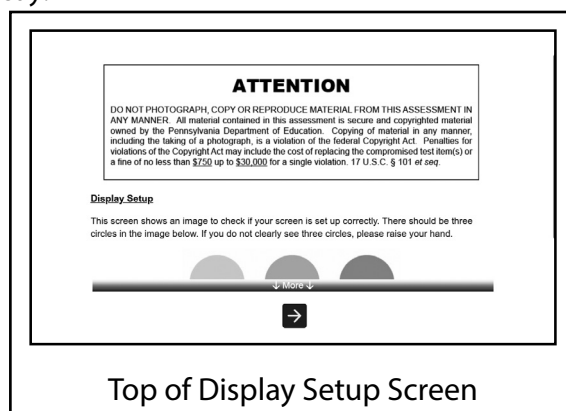 ATTENTION
DO NOT PHOTOGRAPH, COPY OR REPRODUCE MATERIAL FROM THIS ASSESSMENT IN
ANY MANNER. All material contained in this assessment is secure and copyrighted material
owned by the Pennsylvania Department of Education. Copying of material in any manner,
including the taking of a photograph, is a violation of the federal Copyright Act. Penalties for
violations of the Copyright Act may include the cost of replacing the compromised test item(s) or
a fine of no less than $750 up to $30,000 for a single violation. 17 U.S.C. § 101 et seq.
Display Setup
This screen shows an image to check if your screen is set up correctly. There should be three
circles in the image below. If you do not clearly see three circles, please raise your hand.
↓ More ↓
Top of Display Setup Screen